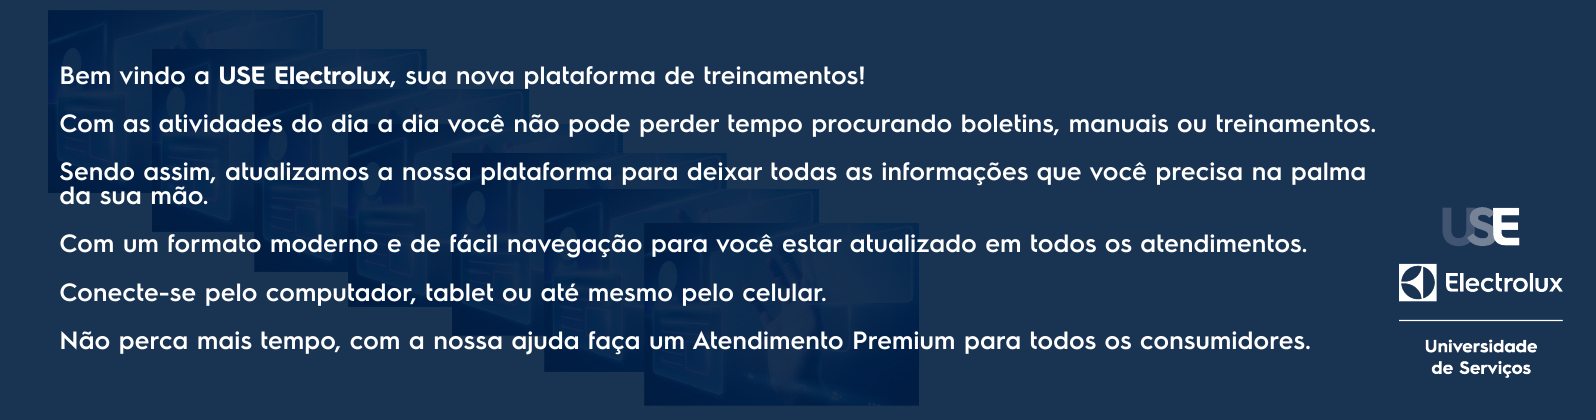 Bem vindo a USE Electrolux, sua nova plataforma de treinamentos!
Com as atividades do dia a dia você não pode perder tempo procurando boletins, manuais ou treinamentos.
Sendo assim, atualizamos a nossa plataforma para deixar todas as informações que você precisa na palma
da sua mão.
Com um formato moderno e de fácil navegação para você estar atualizado em todos os atendimentos.
Conecte-se pelo computador, tablet ou até mesmo pelo celular.
Não perca mais tempo, com a nossa ajuda faça um Atendimento Premium para todos os consumidores.
USE
Electrolux
Universidade
de Serviços